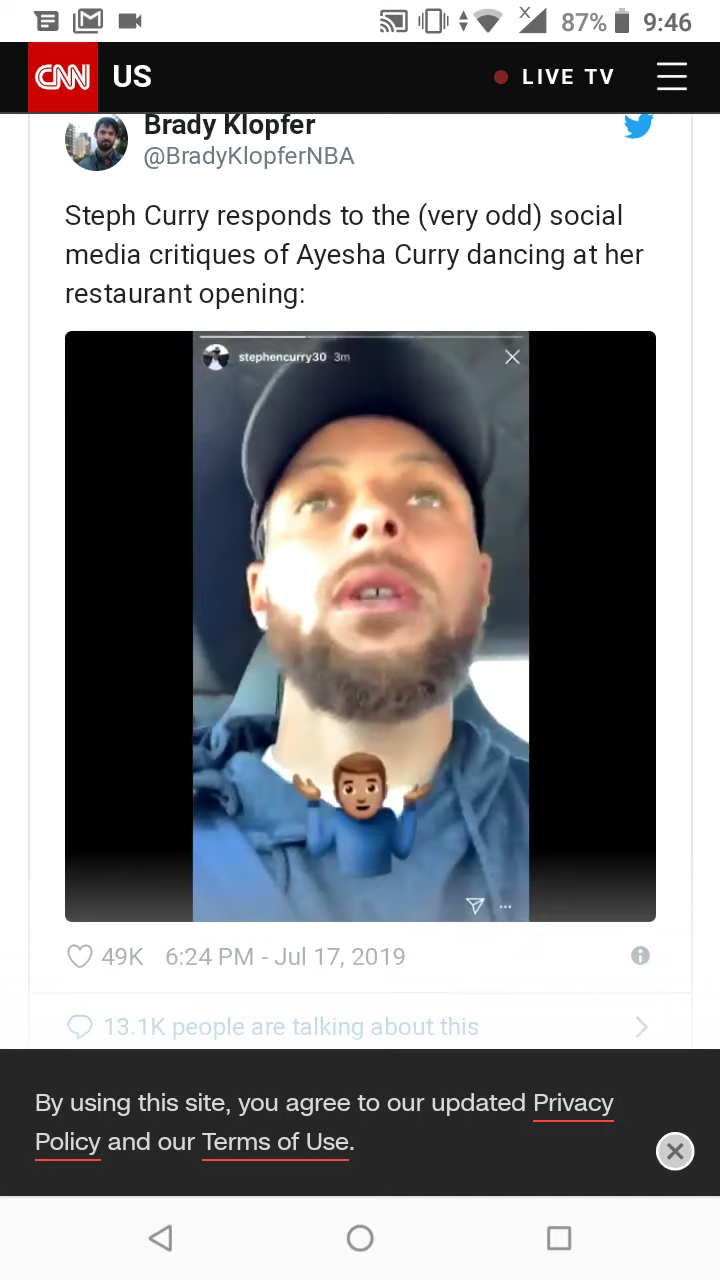 87% 9:46
CNN US LIVE TV
Brady Klopfer
@BradyKlopferNBA
Steph Curry responds to the (very odd) social
media critiques of Ayesha Curry dancing at her
restaurant opening:
stephencurry30 3m
49K 6:24 PM - Jul 17, 2019
13.1K people are talking about this
By using this site, you agree to our updated Privacy
Policy and our Terms of Use.